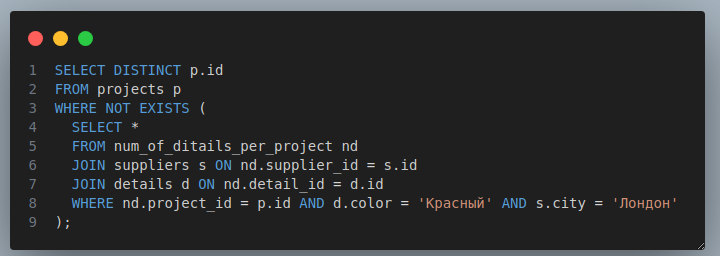 1 SELECT DISTINCT p.id
2 FROM projects p
3 WHERE NOT EXISTS (
4   SELECT *
5   FROM num_of_ditails_per_project nd
6   JOIN suppliers s ON nd.supplier_id = s.id
7   JOIN details d ON nd.detail_id = d.id
8   WHERE nd.project_id = p.id AND d.color = 'Красный' AND s.city = 'Лондон'
9 );